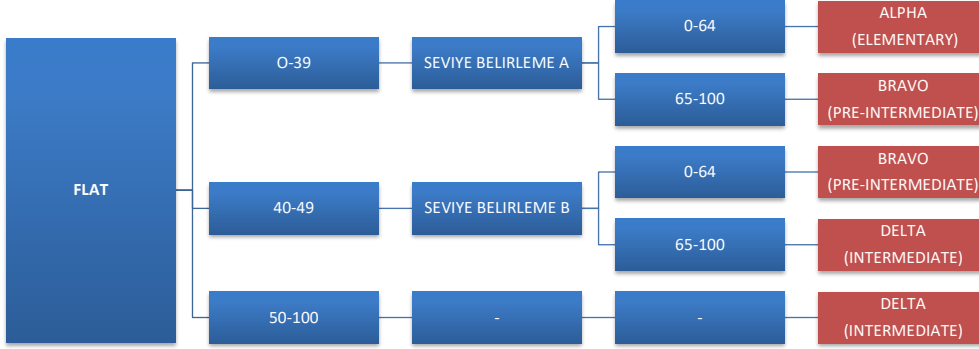 FLAT
O-39
SEVIYE BELIRLEME A
0-64
ALPHA
(ELEMENTARY)
65-100
BRAVO
(PRE-INTERMEDIATE)
40-49
SEVIYE BELIRLEME B
0-64
BRAVO
(PRE-INTERMEDIATE)
65-100
DELTA
(INTERMEDIATE)
50-100
-
-
DELTA
(INTERMEDIATE)